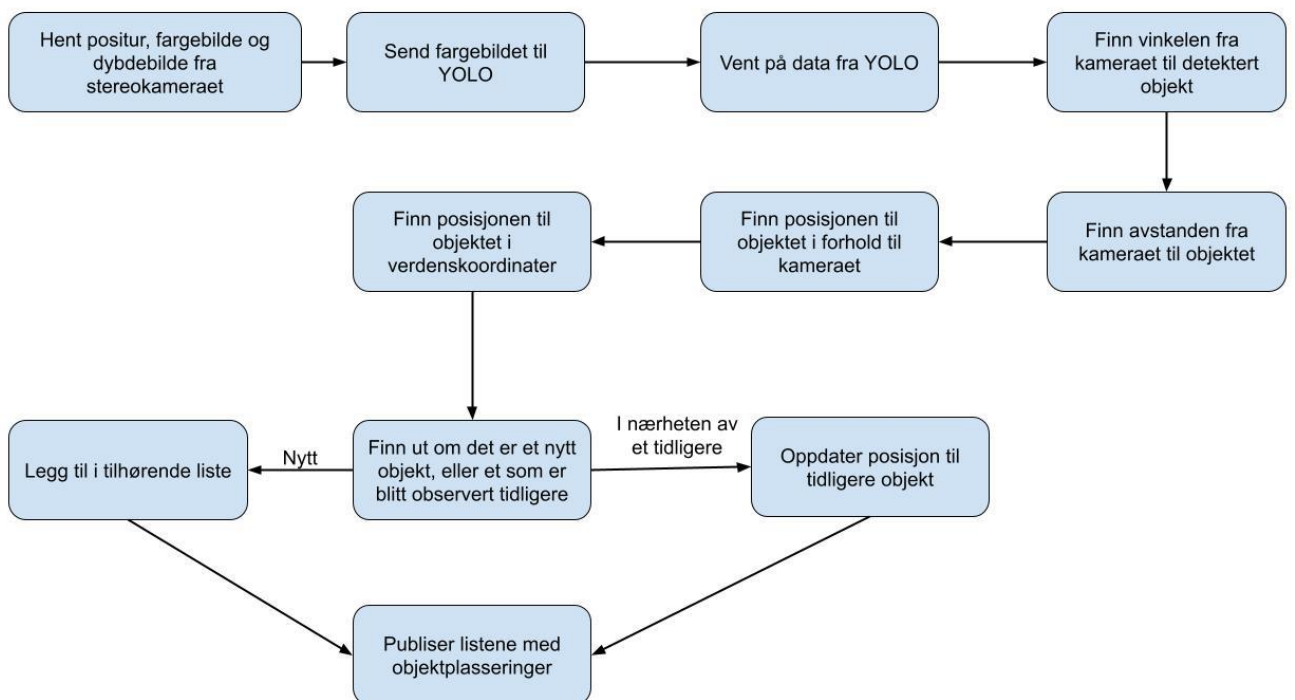 Hent positur, fargebilde og
dybdebilde fra
stereokameraet
Send fargebildet til
YOLO
Vent på data fra YOLO
Finn vinkelen fra
kameraet til detektert
objekt
Finn avstanden fra
kameraet til objektet
Finn posisjonen til
objektet i forhold til
kameraet
Finn posisjonen til
objektet i
verdenskoordinater
Finn ut om det er et nytt
objekt, eller et som er
blitt observert tidligere
Nytt
Legg til i tilhørende liste
I nærheten av
et tidligere
Oppdater posisjon til
tidligere objekt
Publiser listene med
objektplasseringer